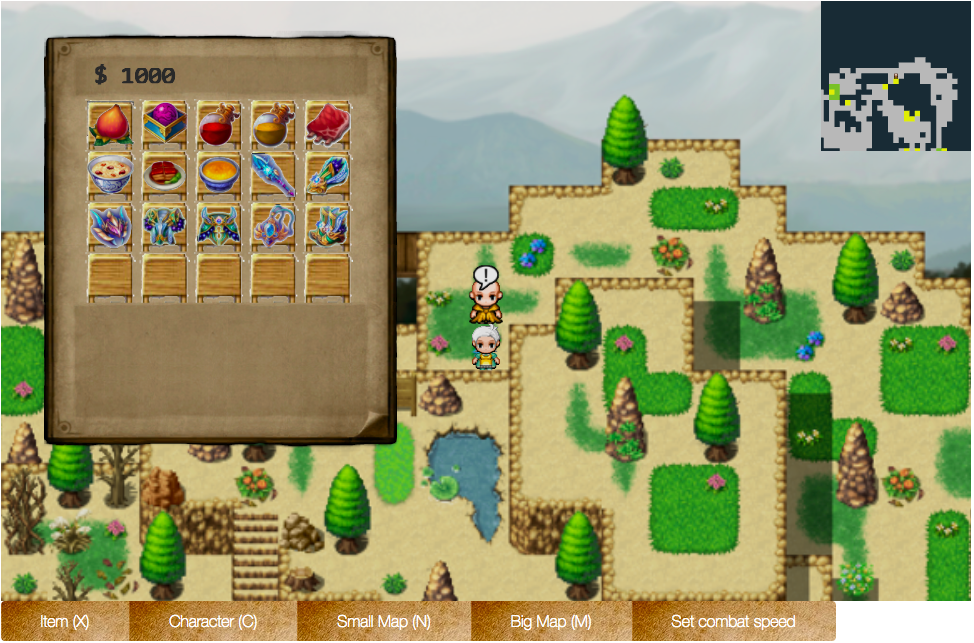 $ 1000
!
Item (X)
Character (C)
Small Map (N)
Big Map (M)
Set combat speed